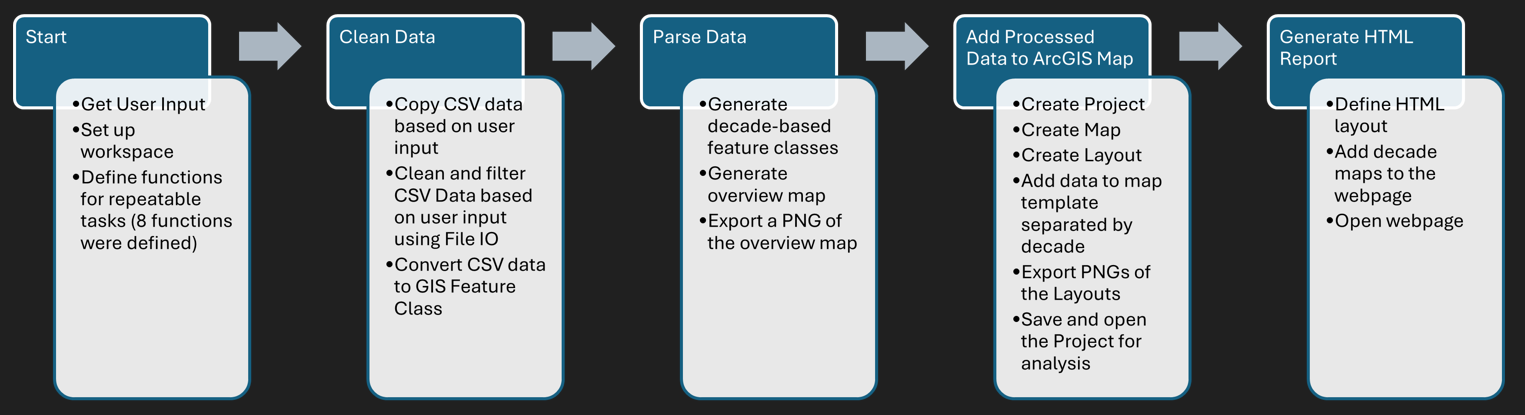 Start
•Get User Input
•Set up
workspace
•Define functions
for repeatable
tasks (8 functions
were defined)
Clean Data
•Copy CSV data
based on user
input
•Clean and filter
CSV Data based
on user input
using File IO
•Convert CSV data
to GIS Feature
Class
Parse Data
•Generate
decade-based
feature classes
•Generate
overview map
•Export a PNG of
the overview map
Add Processed
Data to ArcGIS Map
•Create Project
•Create Map
•Create Layout
•Add data to map
template
separated by
decade
•Export PNGs of
the Layouts
•Save and open
the Project for
analysis
Generate HTML
Report
•Define HTML
layout
•Add decade
maps to the
webpage
•Open webpage